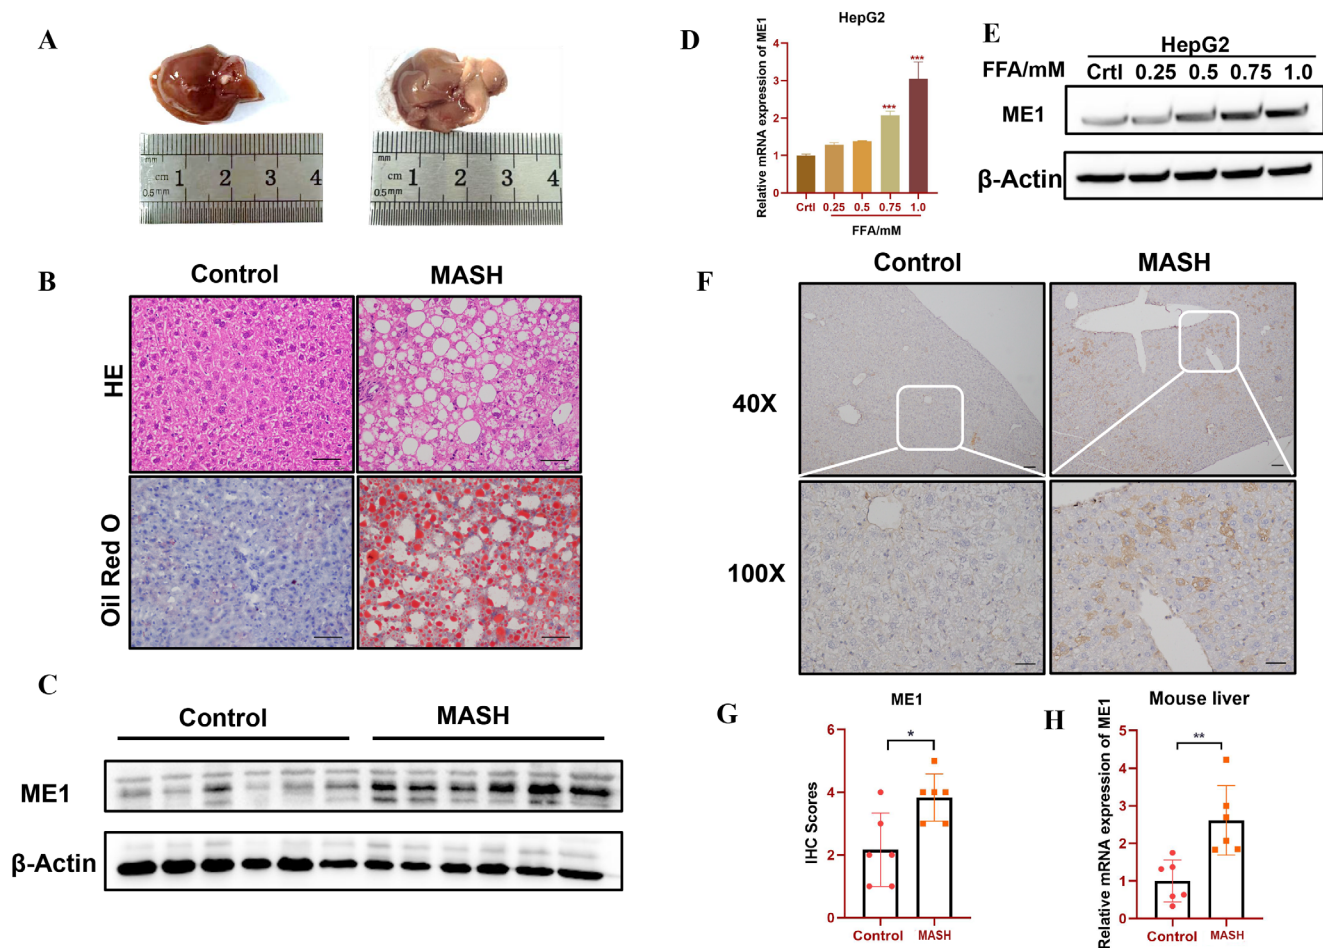 A
mm
cm 1 2 3 4
0.5mm
mm
cm 1 2 3 4
0.5mm
B
Control MASH
HE
Oil Red O
C
Control MASH
ME1
β-Actin
D
HepG2
Relative mRNA expression of ME1
4
3
2
1
0
***
***
Crtl 0.25 0.5 0.75 1.0
FFA/mM
E
HepG2
FFA/mM Crtl 0.25 0.5 0.75 1.0
ME1
β-Actin
F
Control MASH
40X
100X
G
ME1
IHC Scores
6
4
2
0
*
Control MASH
H
Mouse liver
Relative mRNA expression of ME1
5
4
3
2
1
0
**
Control MASH